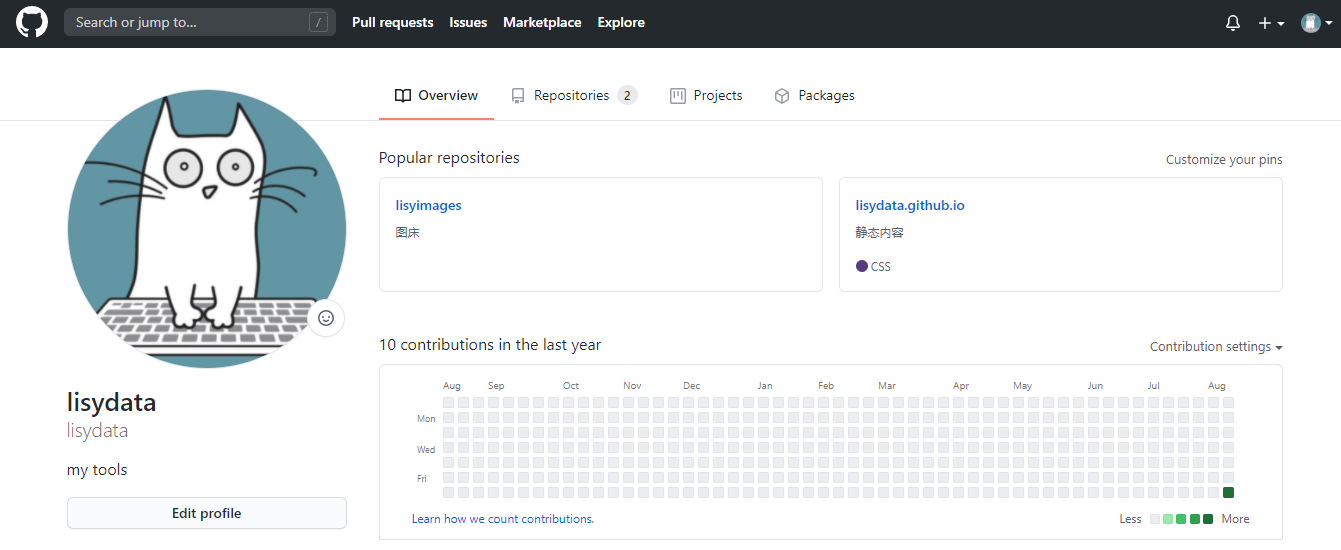 Search or jump to... /
Pull requests Issues Marketplace Explore
Overview Repositories 2 Projects Packages
Popular repositories Customize your pins
lisyimages
图床
lisydata.github.io
静态内容
CSS
10 contributions in the last year Contribution settings
Aug Sep Oct Nov Dec Jan Feb Mar Apr May Jun Jul Aug
Mon
Wed
Fri
Learn how we count contributions. Less More
lisydata
lisydata
my tools
Edit profile